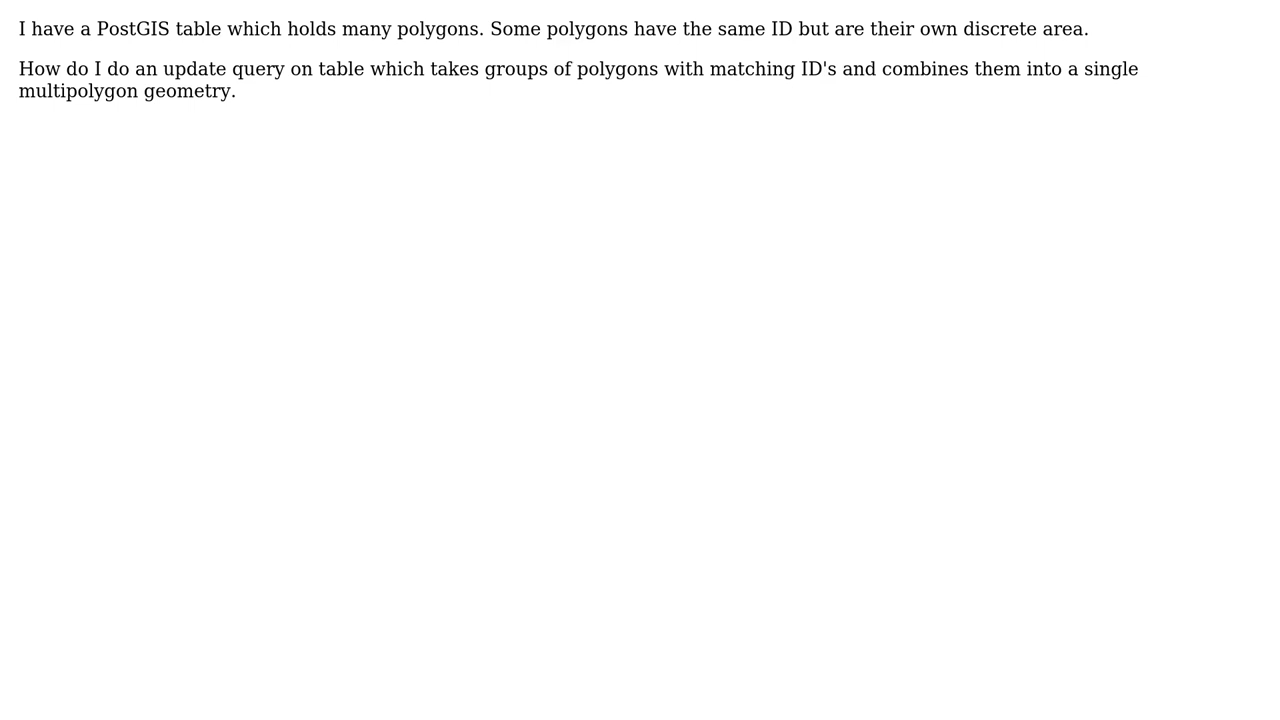 I have a PostGIS table which holds many polygons. Some polygons have the same ID but are their own discrete area.
How do I do an update query on table which takes groups of polygons with matching ID's and combines them into a single
multipolygon geometry.